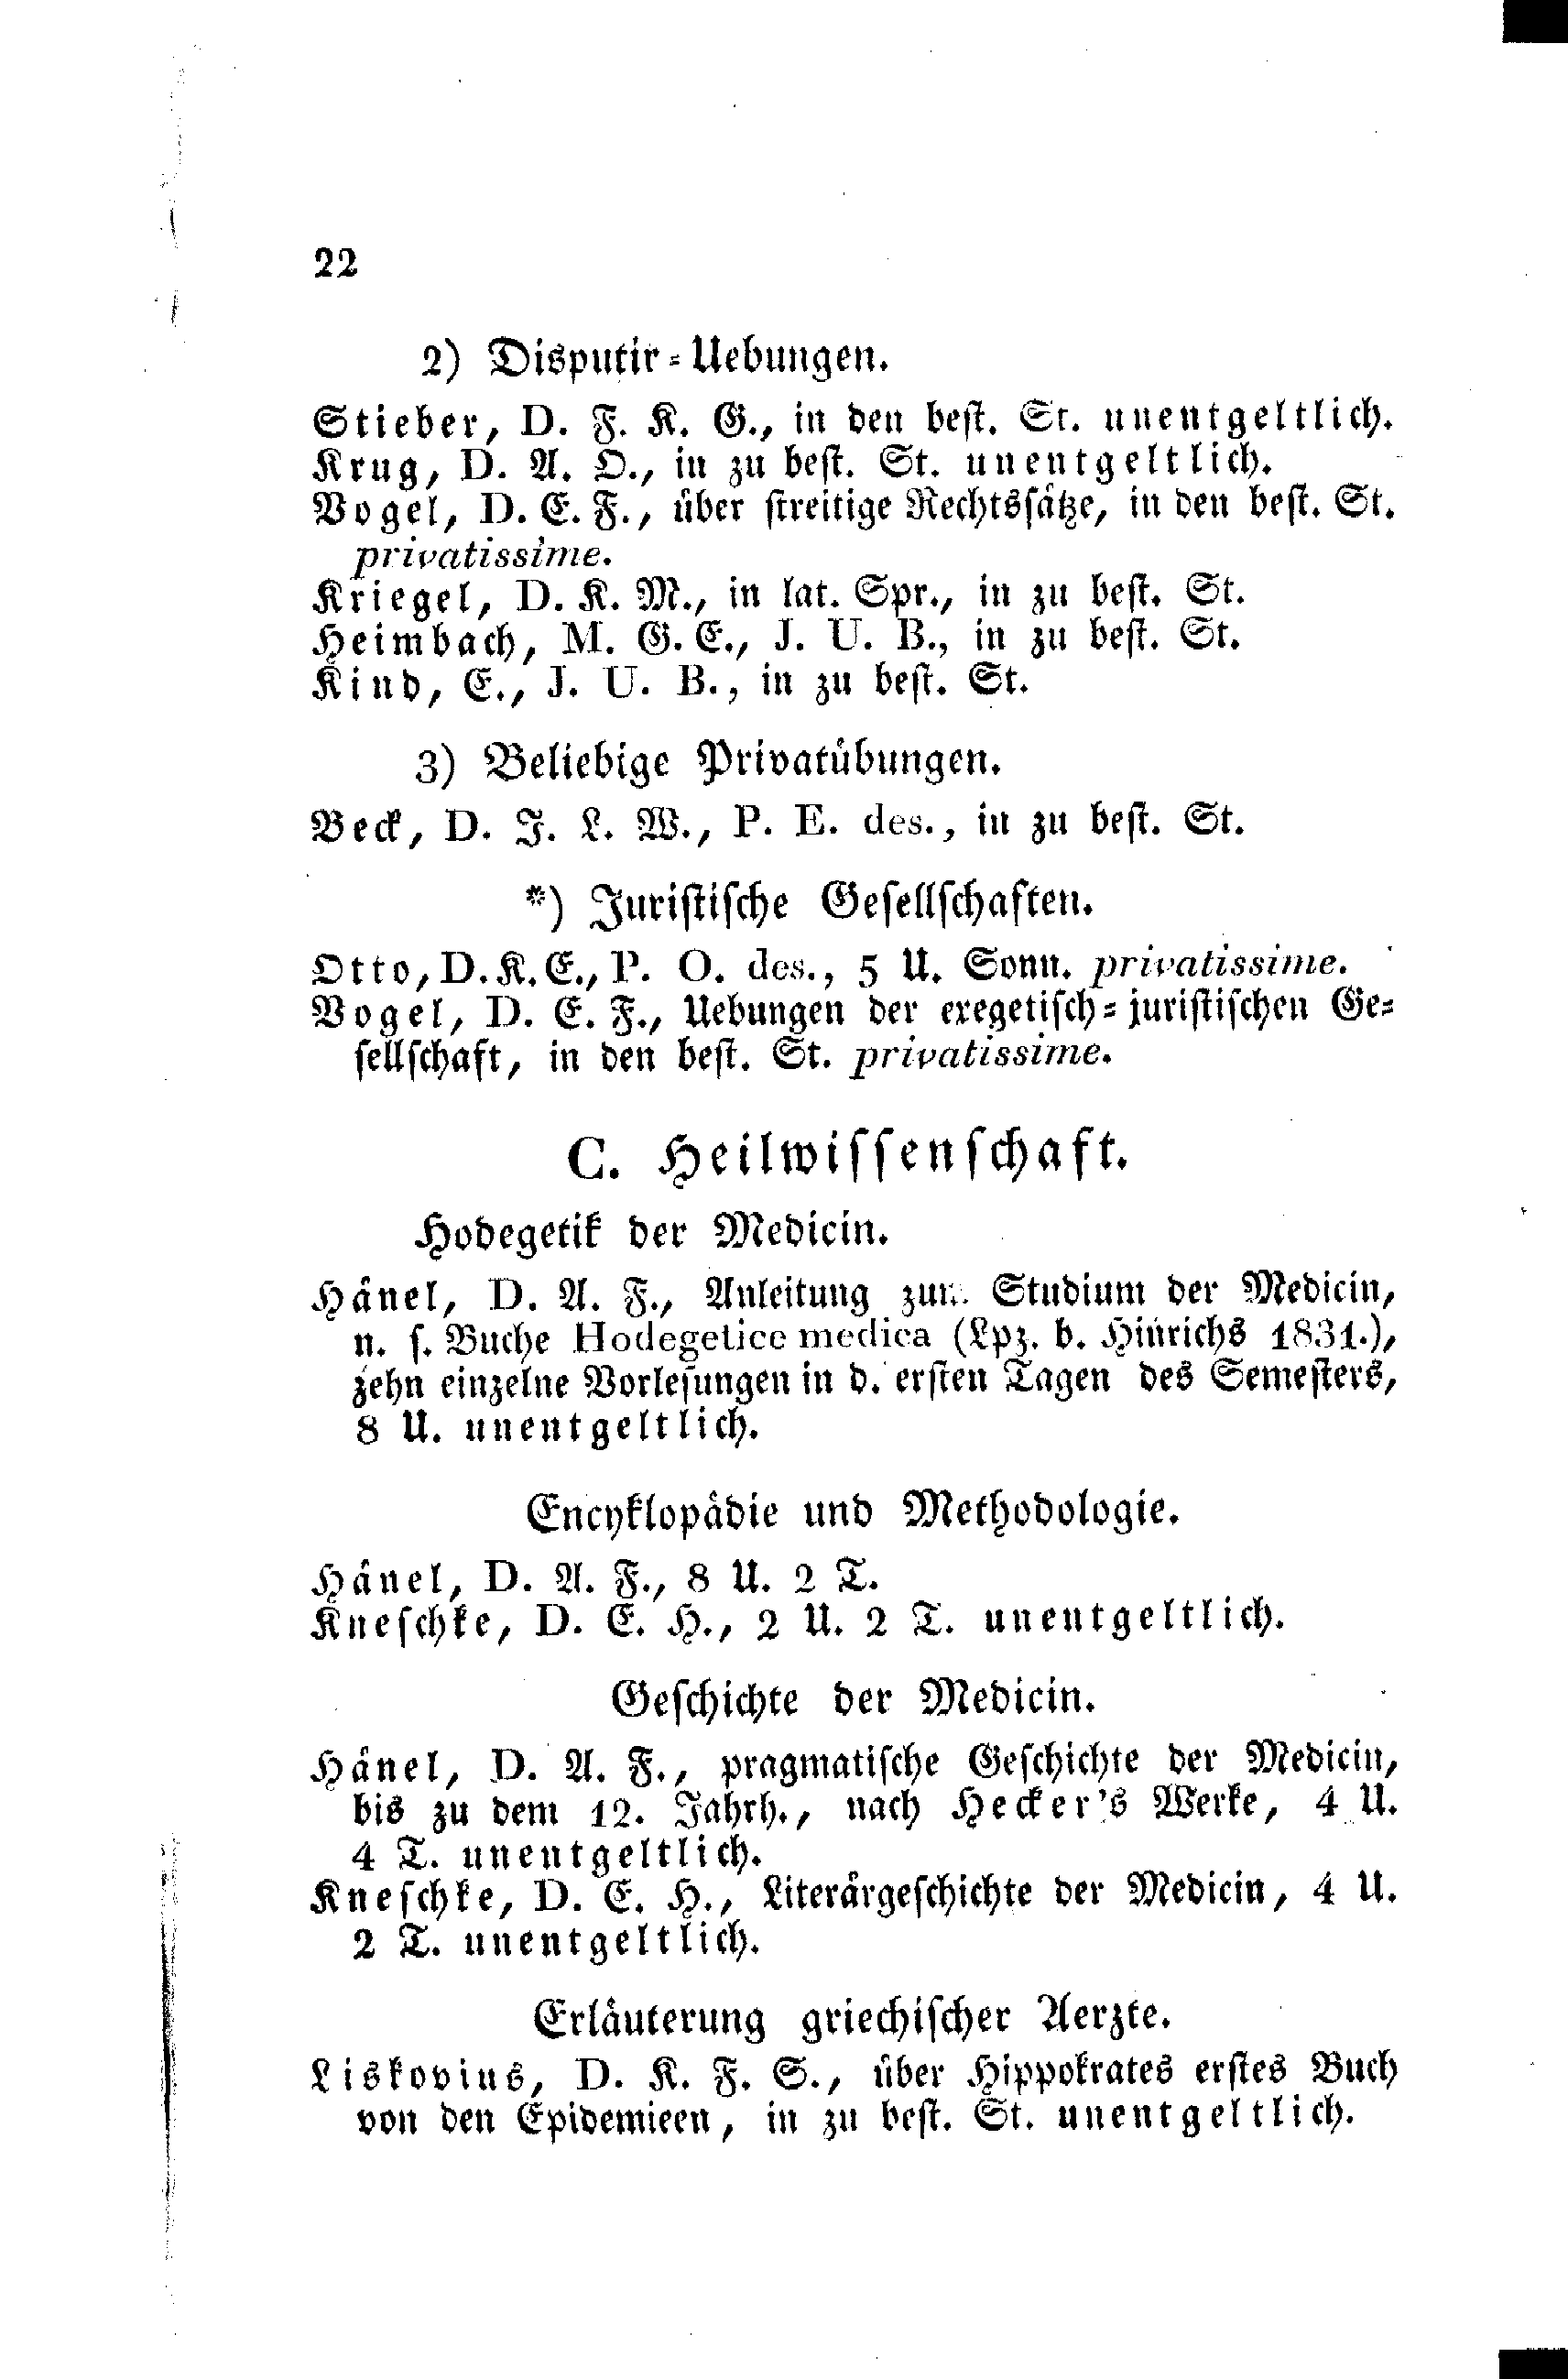 22
2) Disputir-Uebungen.
Stieber, D. F. K. G., in den best. St. unentgeltlich.
Krug, D. A. O., in zu best. St. unentgeltlich.
Vogel, D. E. F., über streitige Rechtssätze, in den best. St.
privatissime.
Kriegel, D. K. M., in lat. Spr., in zu best. St.
Heimbach, M. G. E., J. U. B., in zu best. St.
Kind, E., J. U. B., in zu best. St.
3) Beliebige Privatübungen.
Beck, D. J. L. W., P. E. des., in zu best. St.
*) Juristische Gesellschaften.
Otto, D. K. E., P. O. des., 5 U. Sonn. privatissime.
Vogel, D. E. F., Uebungen der exegetisch-juristischen Ge-
sellschaft, in den best. St. privatissime.
C. Heilwissenschaft.
Hodegetik der Medicin.
Hänel, D. A. F., Anleitung zum Studium der Medicin,
n. s. Buche Hodegetice medica (Lpz. b. Hinrichs 1831.),
zehn einzelne Vorlesungen in d. ersten Tagen des Semesters,
8 U. unentgeltlich.
Encyklopädie und Methodologie.
Hänel, D. A. F., 8 U. 2 T.
Kneschke, D. E. H., 2 U. 2 T. unentgeltlich.
Geschichte der Medicin.
Hänel, D. A. F., pragmatische Geschichte der Medicin,
bis zu dem 12. Jahrh., nach Hecker's Werke, 4 U.
4 T. unentgeltlich.
Kneschke, D. E. H., Literärgeschichte der Medicin, 4 U.
2 T. unentgeltlich.
Erläuterung griechischer Aerzte.
Liskovius, D. K. F. S., über Hippokrates erstes Buch
von den Epidemieen, in zu best. St. unentgeltlich.